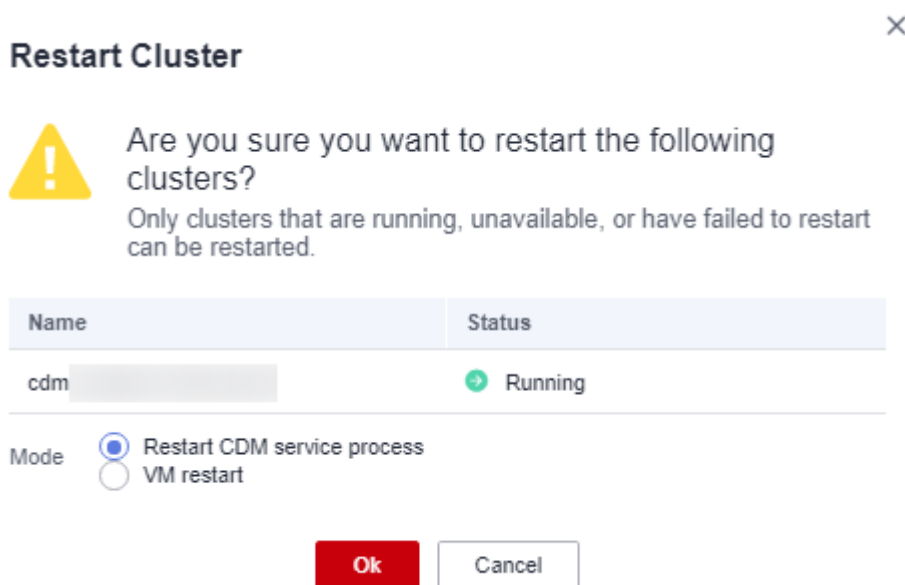 Restart Cluster
Are you sure you want to restart the following
clusters?
Only clusters that are running, unavailable, or have failed to restart
can be restarted.
Name Status
cdm Running
Mode Restart CDM service process
VM restart
Ok Cancel